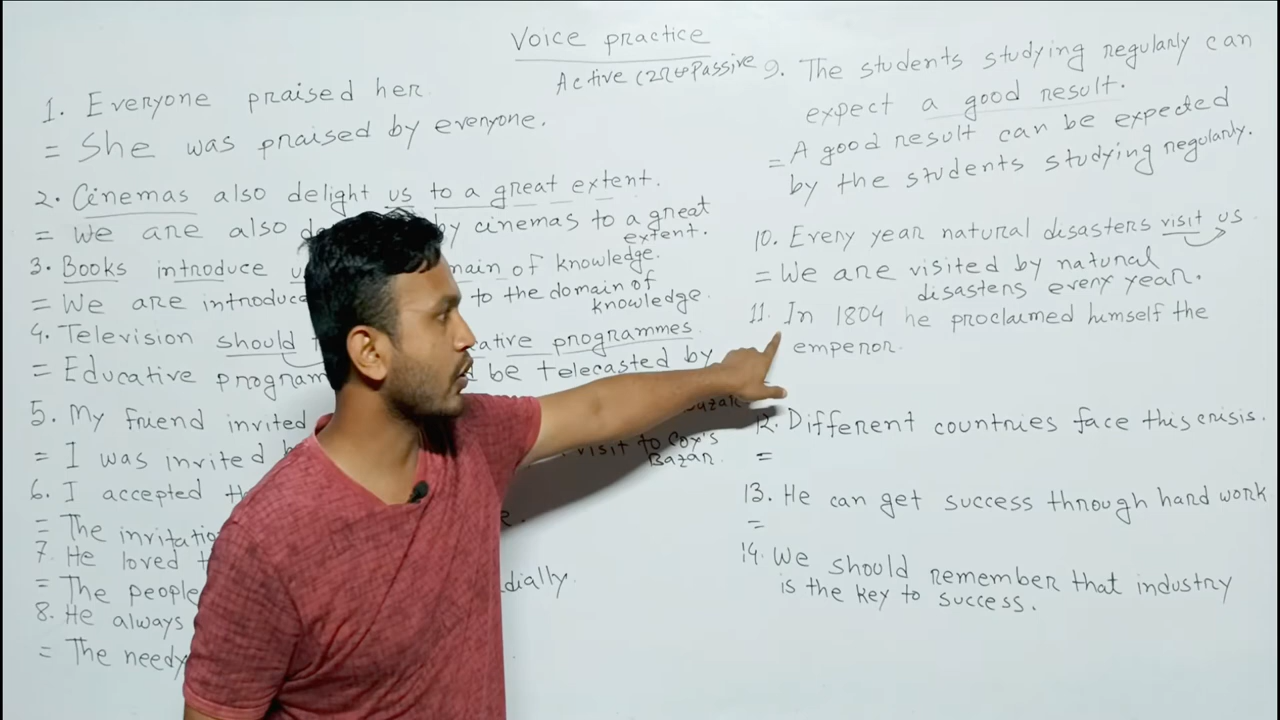 Voice practice
Active থেকে Passive
1. Everyone praised her.
= She was praised by everyone.
2. Cinemas also delight us to a great extent.
= We are also by cinemas to a great
extent.
3. Books introduce of knowledge.
= We are to the domain of
knowledge.
4. Television should programmes
= Educative be telecasted by
5. My friend invited
= I was invited visit to Cox's
Bazar.
6. I accepted
= The
7. He loved
= The people
8. He always
= The needy
9. The students studying regularly can
expect a good result.
= A good result can be expected
by the students studying regularly.
10. Every year natural disasters visit us
= We are visited by natural
disasters every year.
11. In 1804 he proclaimed himself the
emperor.
12. Different countries face this crisis.
=
13. He can get success through hard work
=
14. We should remember that industry
is the key to success.